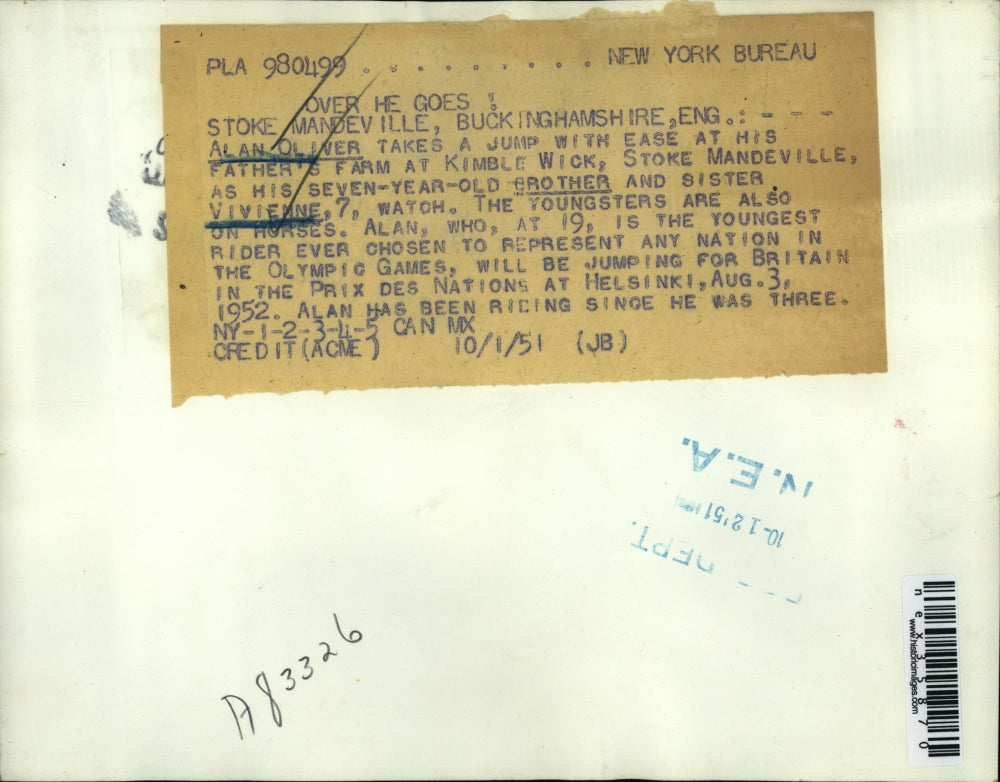 PLA 980499 . . . . . . . . . . NEW YORK BUREAU
OVER HE GOES !
STOKE MANDEVILLE, BUCKINGHAMSHIRE,ENG.: - - -
ALAN OLIVER TAKES A JUMP WITH EASE AT HIS
FATHER'S FARM AT KIMBLE WICK, STOKE MANDEVILLE,
AS HIS SEVEN-YEAR-OLD BROTHER AND SISTER
VIVIENNE,7, WATCH. THE YOUNGSTERS ARE ALSO
ON HORSES. ALAN, WHO, AT 19, IS THE YOUNGEST
RIDER EVER CHOSEN TO REPRESENT ANY NATION IN
THE OLYMPIC GAMES, WILL BE JUMPING FOR BRITAIN
IN THE PRIX DES NATIONS AT HELSINKI,AUG.3,
1952. ALAN HAS BEEN RIDING SINCE HE WAS THREE.
NY-1-2-3-4-5 CAN MX
CREDIT(ACME) 10/1/51 (JB)
N.E.A.
10-12'51
DEPT.
A83326
nex35870
www.historicimages.com